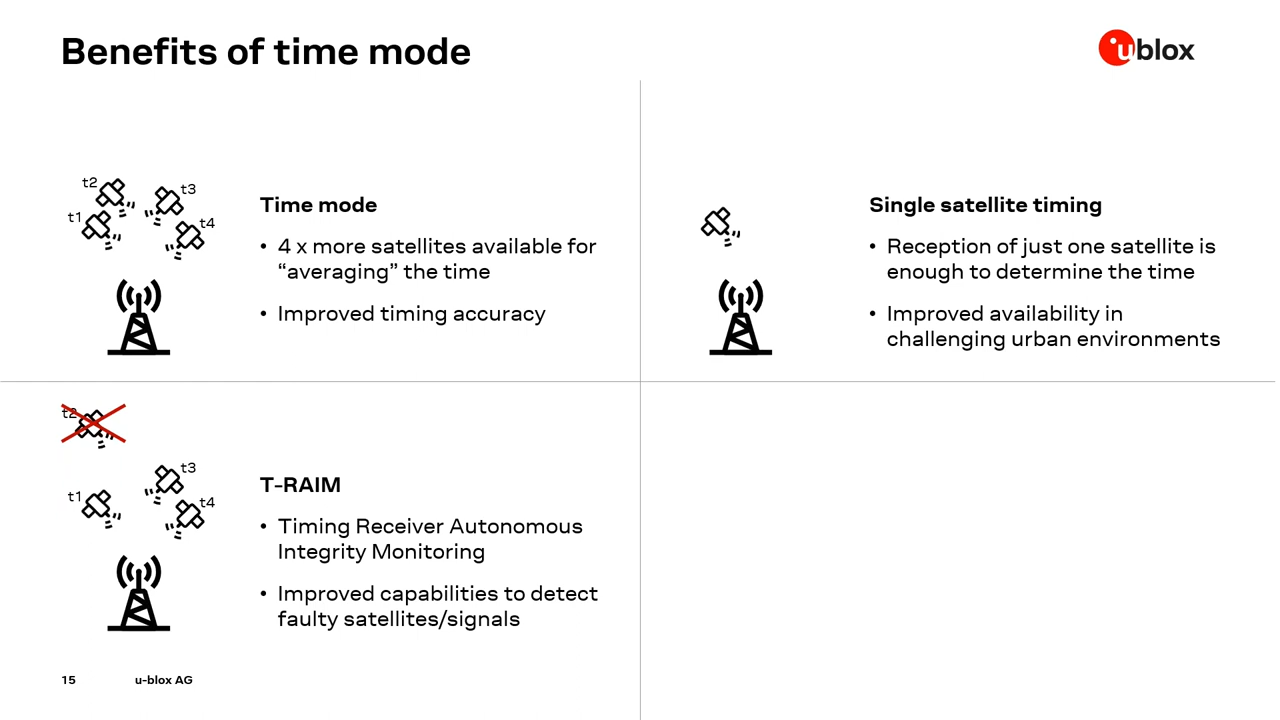 Benefits of time mode
ublox
t2
t3
t1
t4
Time mode
• 4 x more satellites available for
“averaging” the time
• Improved timing accuracy
Single satellite timing
• Reception of just one satellite is
enough to determine the time
• Improved availability in
challenging urban environments
t2
t3
t1
t4
T-RAIM
• Timing Receiver Autonomous
Integrity Monitoring
• Improved capabilities to detect
faulty satellites/signals
15
u-blox AG